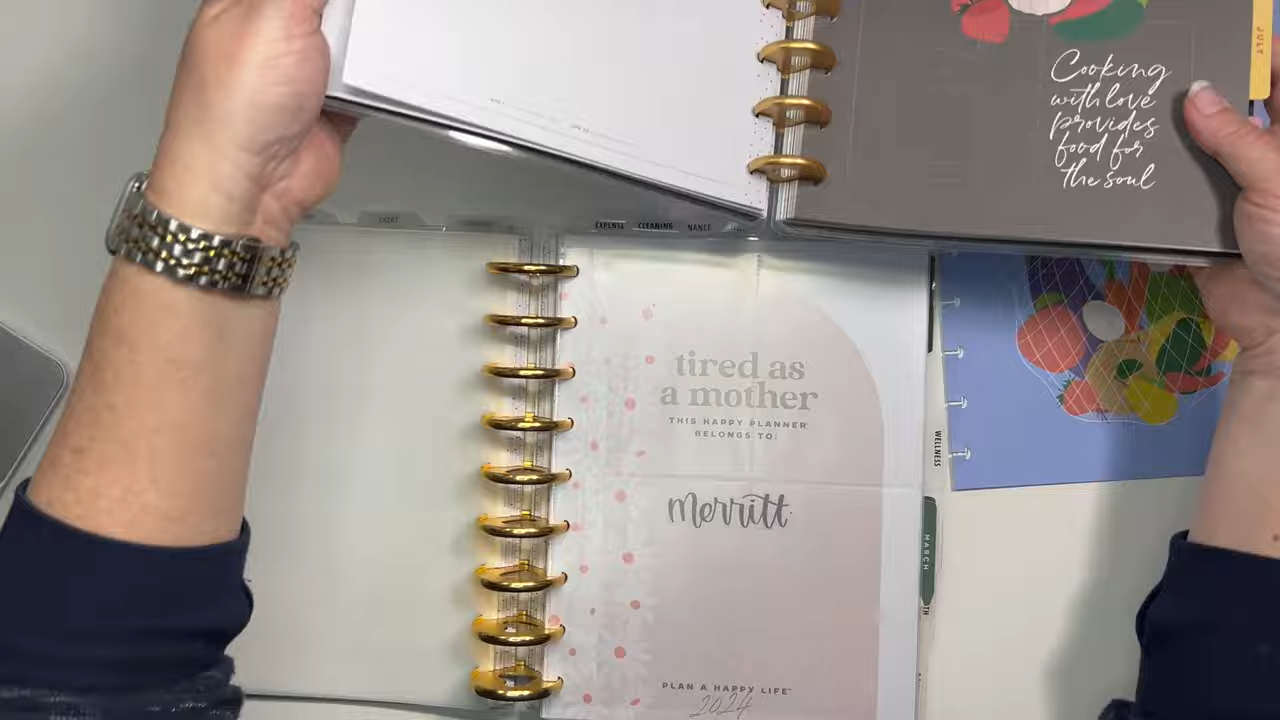 JULY
Cooking
with love
provides
food for
the soul
EXPENSE CLEANING
tired as
a mother
THIS HAPPY PLANNER
BELONGS TO:
Merritt
PLAN A HAPPY LIFE™
2024
WELLNESS
MARCH